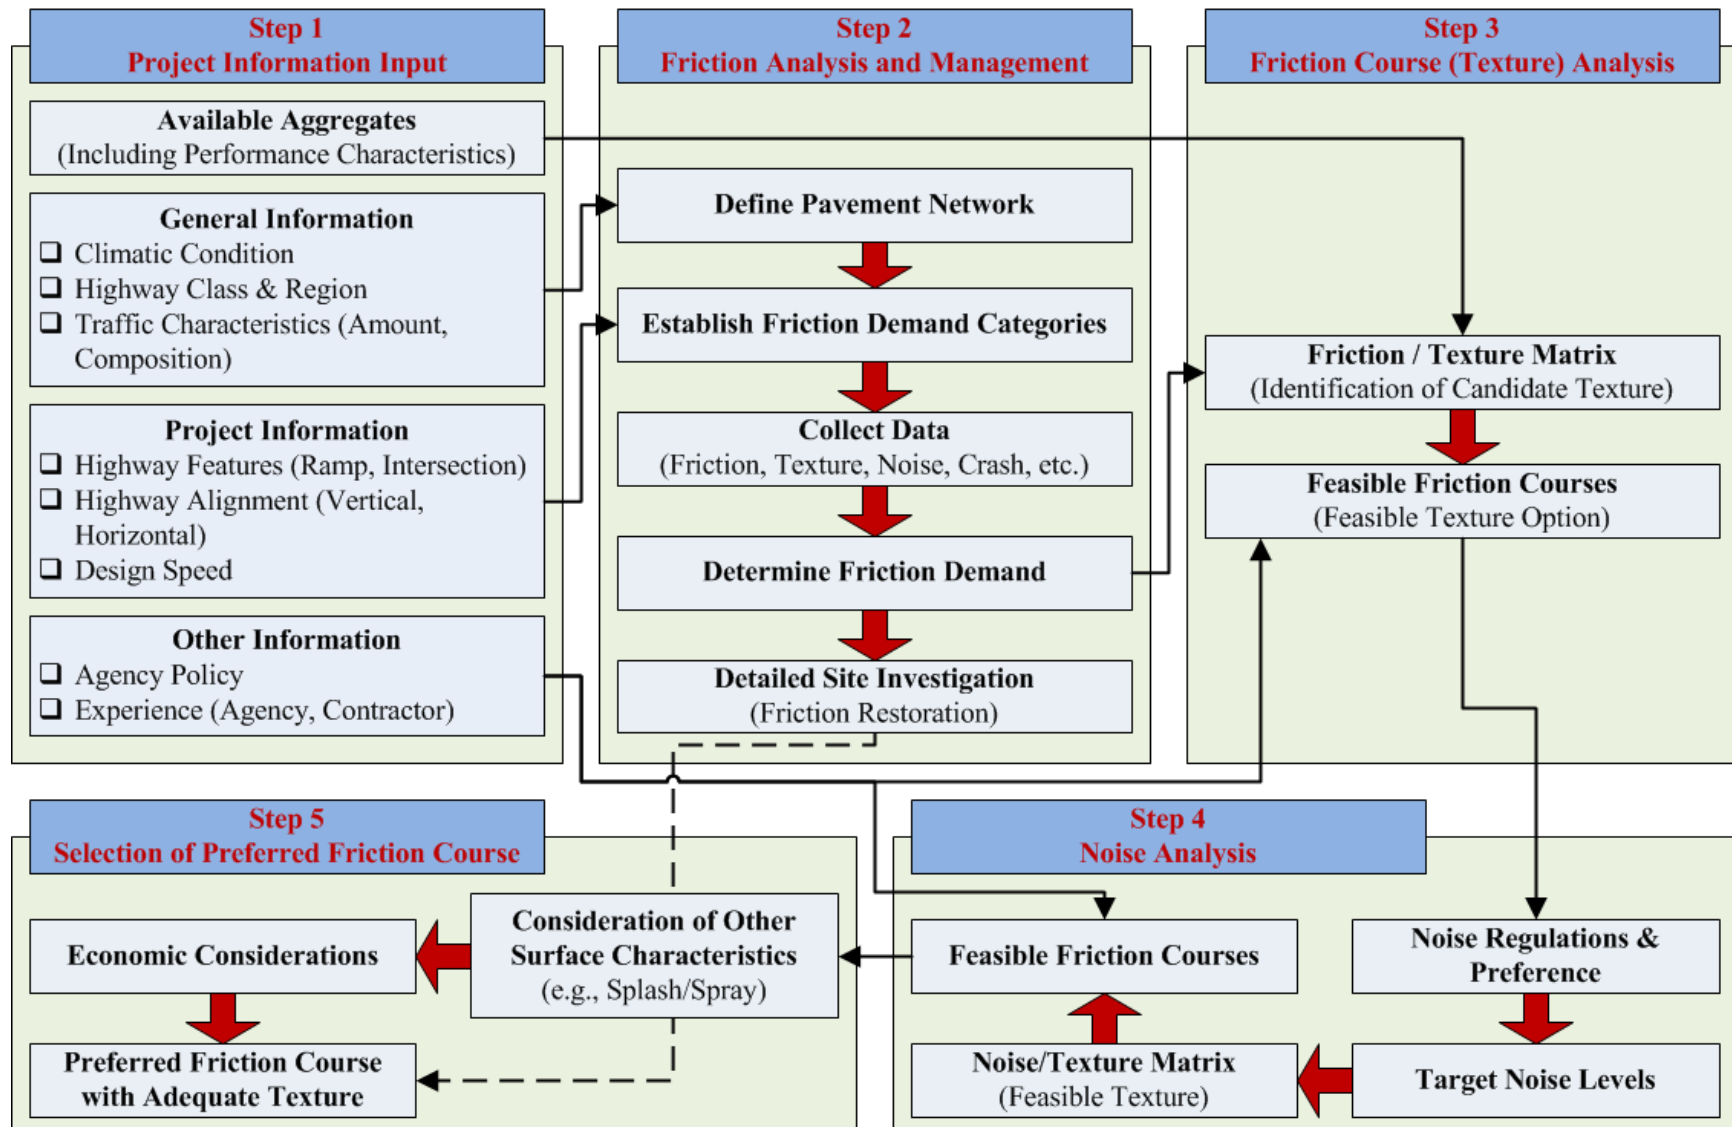 Step 1
Project Information Input
Available Aggregates
(Including Performance Characteristics)
General Information
Climatic Condition
Highway Class & Region
Traffic Characteristics (Amount,
Composition)
Project Information
Highway Features (Ramp, Intersection)
Highway Alignment (Vertical,
Horizontal)
Design Speed
Other Information
Agency Policy
Experience (Agency, Contractor)
Step 2
Friction Analysis and Management
Define Pavement Network
Establish Friction Demand Categories
Collect Data
(Friction, Texture, Noise, Crash, etc.)
Determine Friction Demand
Detailed Site Investigation
(Friction Restoration)
Step 3
Friction Course (Texture) Analysis
Friction / Texture Matrix
(Identification of Candidate Texture)
Feasible Friction Courses
(Feasible Texture Option)
Step 4
Noise Analysis
Noise Regulations &
Preference
Target Noise Levels
Noise/Texture Matrix
(Feasible Texture)
Feasible Friction Courses
Step 5
Selection of Preferred Friction Course
Consideration of Other
Surface Characteristics
(e.g., Splash/Spray)
Economic Considerations
Preferred Friction Course
with Adequate Texture